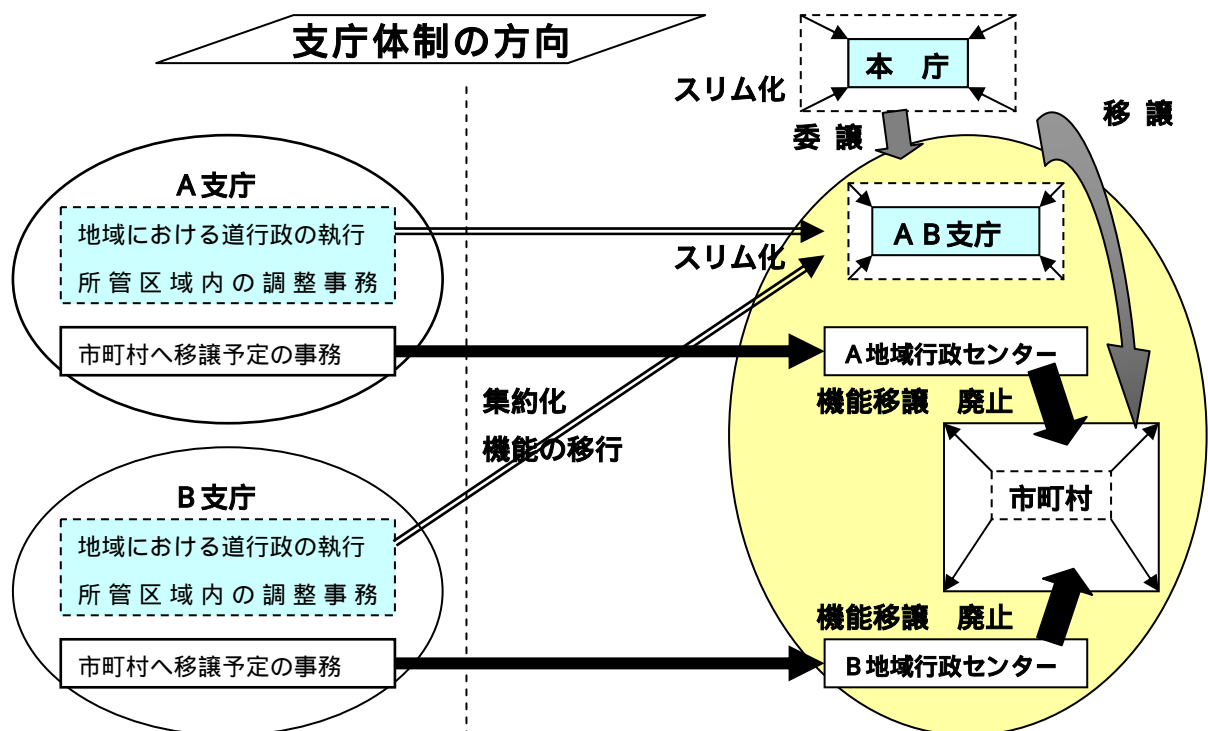 支庁体制の方向
本　庁
スリム化
委 譲
移 譲
A支庁
地域における道行政の執行
所管区域内の調整事務
市町村へ移譲予定の事務
AB支庁
スリム化
A地域行政センター
機能移譲　廃止
集約化
機能の移行
市町村
B支庁
地域における道行政の執行
所管区域内の調整事務
市町村へ移譲予定の事務
機能移譲　廃止
B地域行政センター